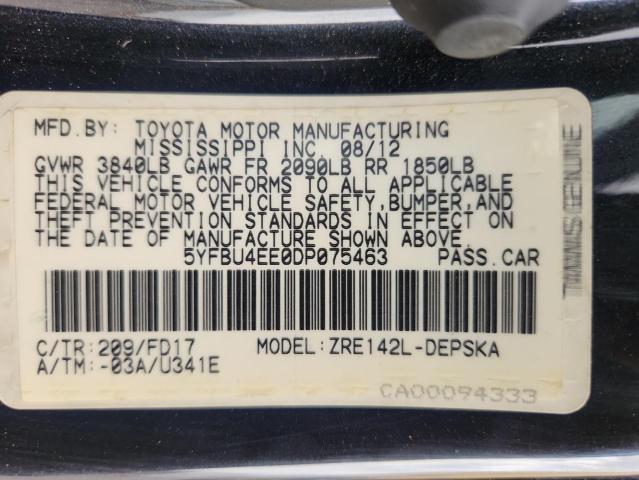 MFD.BY: TOYOTA MOTOR MANUFACTURING
MISSISSIPPI INC. 08/12
GVWR 3840LB GAWR FR 2090LB RR 1850LB
THIS VEHICLE CONFORMS TO ALL APPLICABLE
FEDERAL MOTOR VEHICLE SAFETY,BUMPER,AND
THEFT PREVENTION STANDARDS IN EFFECT ON
THE DATE OF MANUFACTURE SHOWN ABOVE.
5YFBU4EE0DP075463 PASS.CAR
C/TR:209/FD17 MODEL:ZRE142L-DEPSKA
A/TM:-03A/U341E
CA00094333